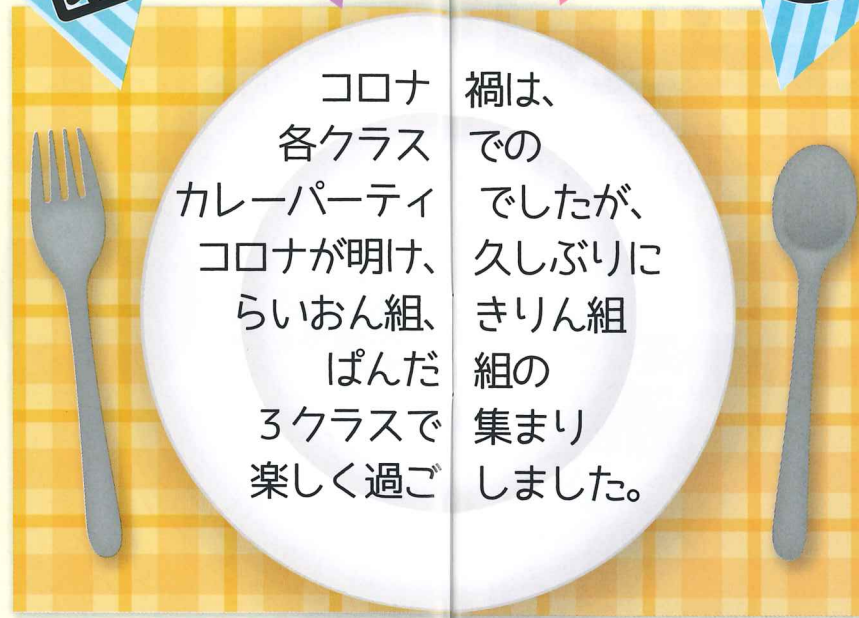 コロナ禍は、
各クラスでの
カレーパーティでしたが、
コロナが明け、久しぶりに
らいおん組、きりん組
ぱんだ組の
3クラスで集まり
楽しく過ごしました。